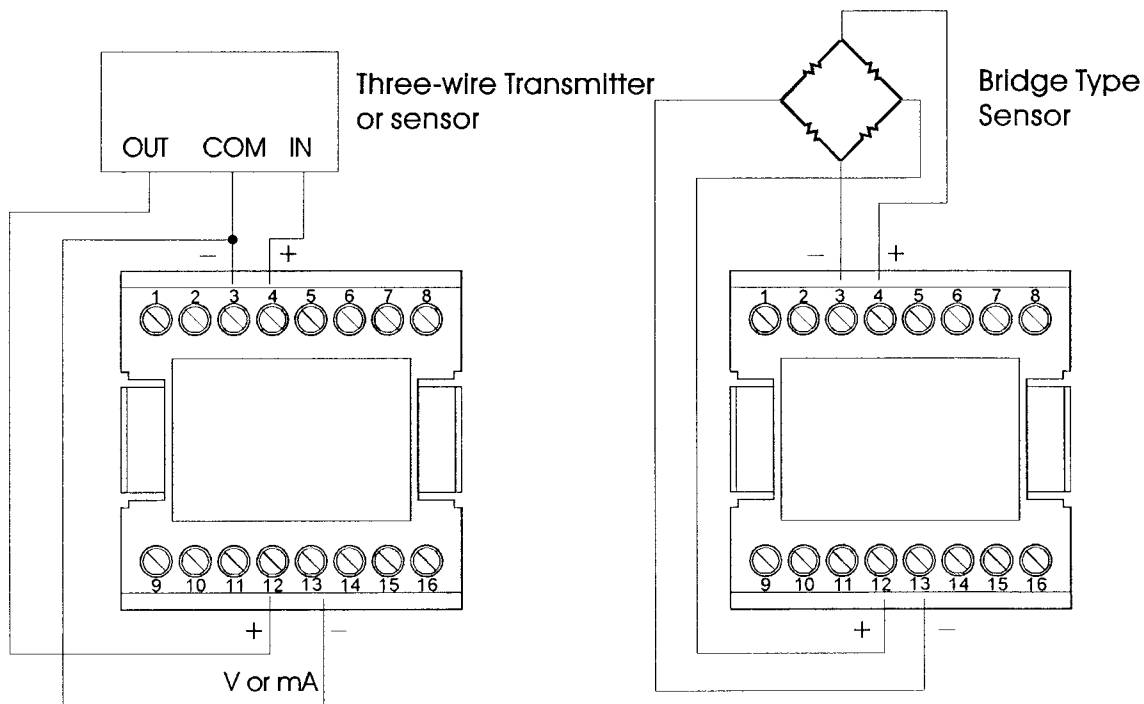 Three-wire Transmitter
or sensor
OUT COM IN
− +
1 2 3 4 5 6 7 8
9 10 11 12 13 14 15 16
+ −
V or mA
Bridge Type
Sensor
− +
1 2 3 4 5 6 7 8
9 10 11 12 13 14 15 16
+ −